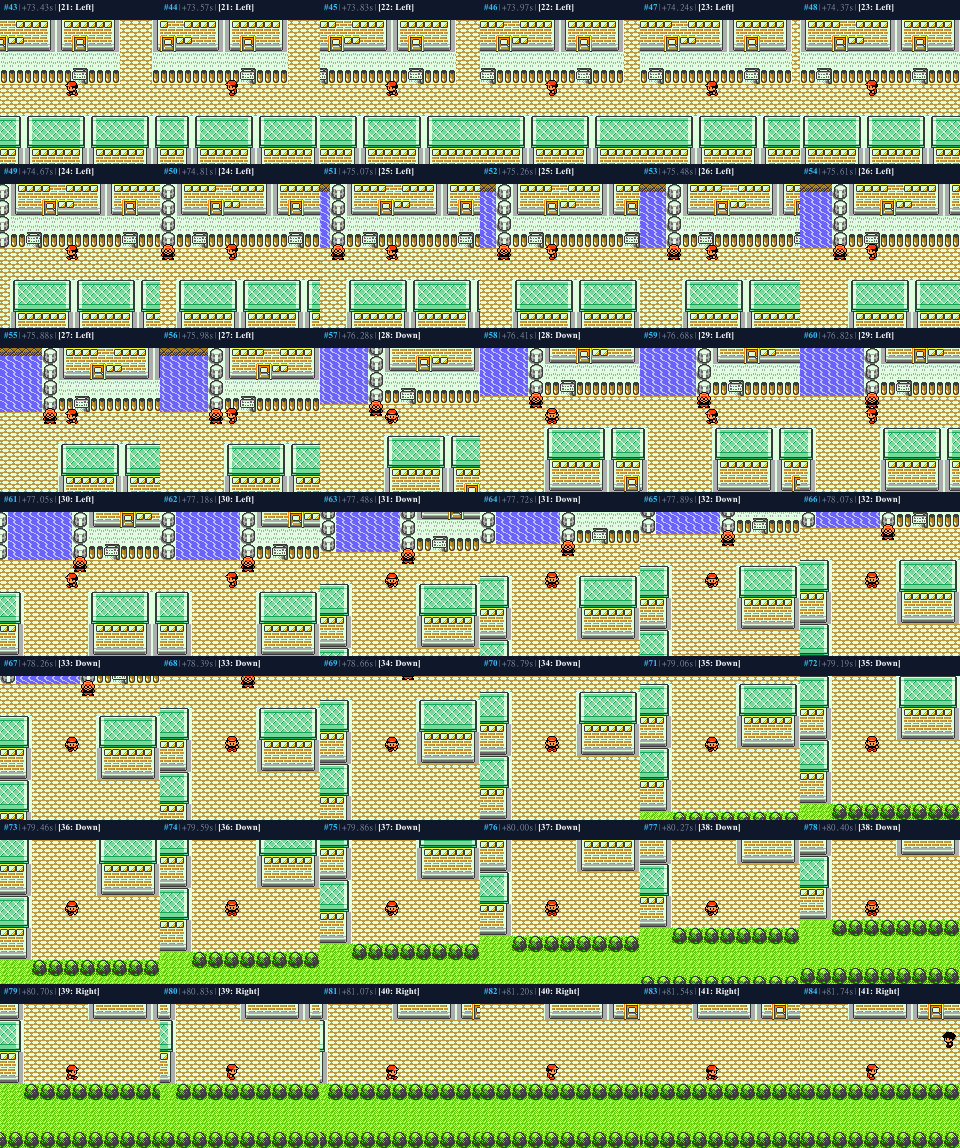 #43|+73.43s|[21: Left] #44|+73.57s|[21: Left] #45|+73.83s|[22: Left] #46|+73.97s|[22: Left] #47|+74.24s|[23: Left] #48|+74.37s|[23: Left]
#49|+74.67s|[24: Left] #50|+74.81s|[24: Left] #51|+75.07s|[25: Left] #52|+75.26s|[25: Left] #53|+75.48s|[26: Left] #54|+75.61s|[26: Left]
#55|+75.88s|[27: Left] #56|+75.98s|[27: Left] #57|+76.28s|[28: Down] #58|+76.41s|[28: Down] #59|+76.68s|[29: Left] #60|+76.82s|[29: Left]
#61|+77.05s|[30: Left] #62|+77.18s|[30: Left] #63|+77.48s|[31: Down] #64|+77.72s|[31: Down] #65|+77.89s|[32: Down] #66|+78.07s|[32: Down]
#67|+78.26s|[33: Down] #68|+78.39s|[33: Down] #69|+78.66s|[34: Down] #70|+78.79s|[34: Down] #71|+79.06s|[35: Down] #72|+79.19s|[35: Down]
#73|+79.46s|[36: Down] #74|+79.59s|[36: Down] #75|+79.86s|[37: Down] #76|+80.00s|[37: Down] #77|+80.27s|[38: Down] #78|+80.40s|[38: Down]
#79|+80.70s|[39: Right] #80|+80.83s|[39: Right] #81|+81.07s|[40: Right] #82|+81.20s|[40: Right] #83|+81.54s|[41: Right] #84|+81.74s|[41: Right]